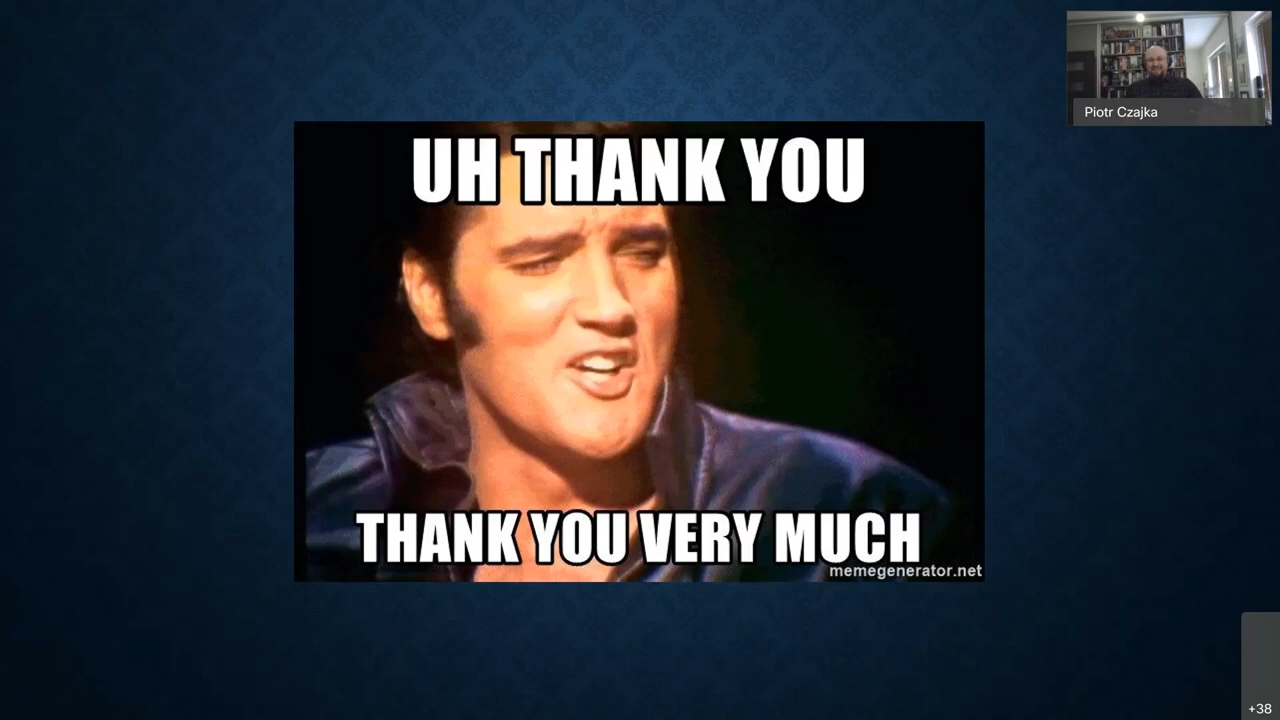 Piotr Czajka
UH THANK YOU
THANK YOU VERY MUCH
memegenerator.net
+38